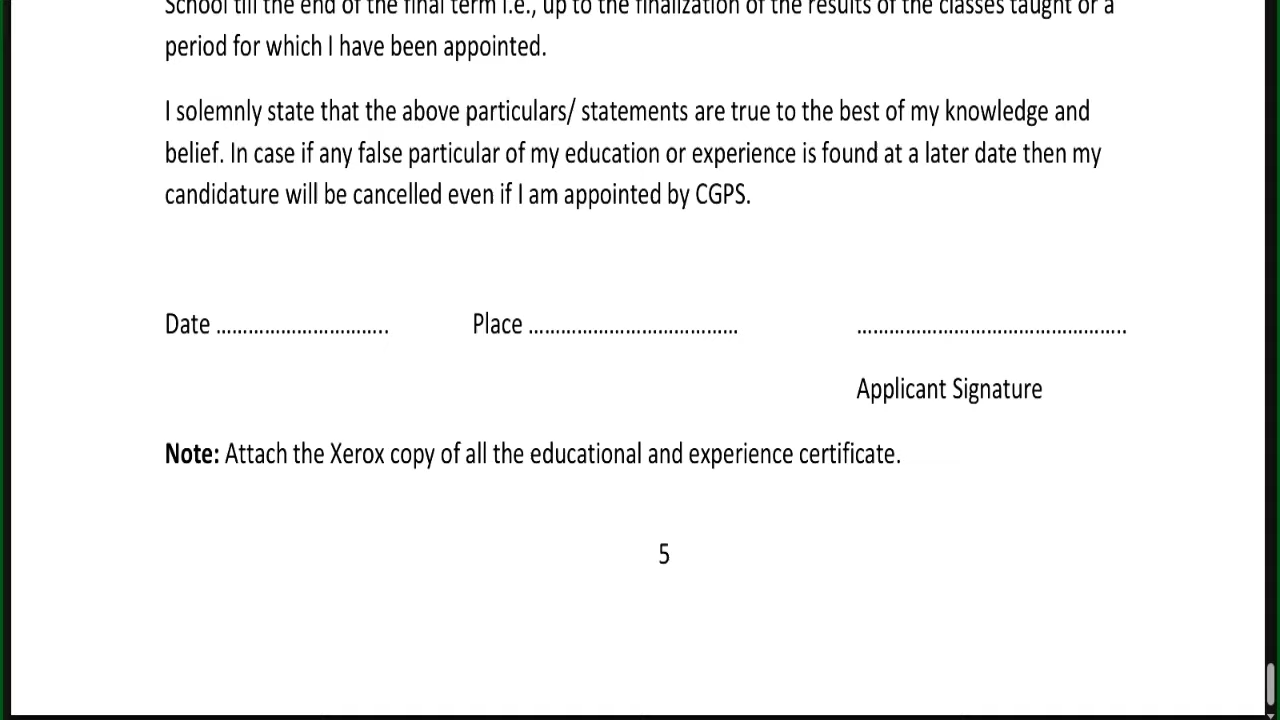 School till the end of the final term i.e., up to the finalization of the results of the classes taught or a
period for which I have been appointed.
I solemnly state that the above particulars/ statements are true to the best of my knowledge and
belief. In case if any false particular of my education or experience is found at a later date then my
candidature will be cancelled even if I am appointed by CGPS.
Date ................................. Place ......................................... .....................................................
Applicant Signature
Note: Attach the Xerox copy of all the educational and experience certificate.
5